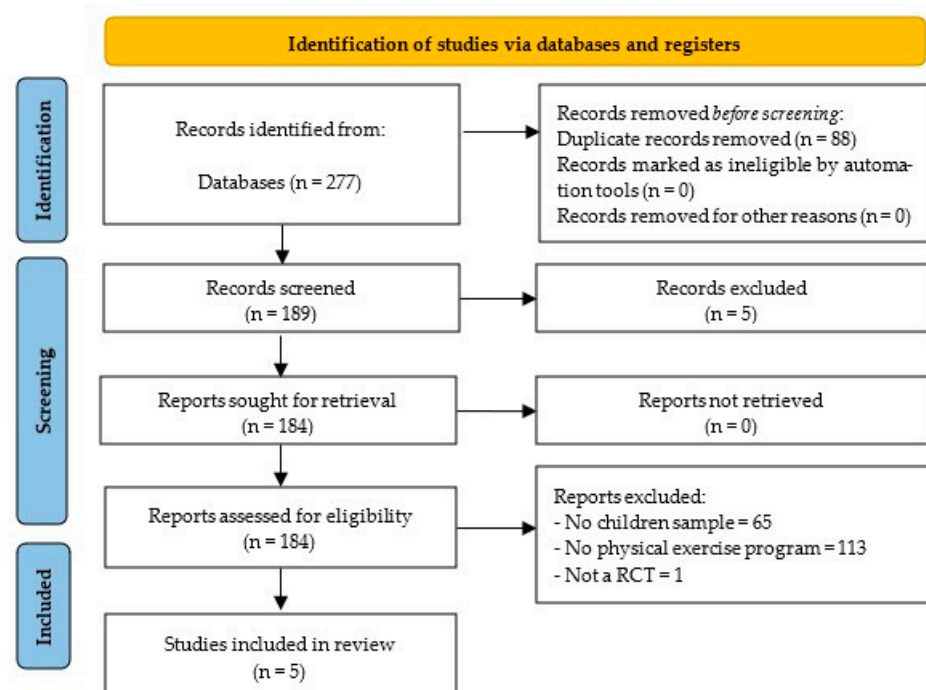 Identification of studies via databases and registers
Identification
Records identified from:
Databases (n = 277)
Records removed before screening:
Duplicate records removed (n = 88)
Records marked as ineligible by automa-
tion tools (n = 0)
Records removed for other reasons (n = 0)
Screening
Records screened
(n = 189)
Records excluded
(n = 5)
Reports sought for retrieval
(n = 184)
Reports not retrieved
(n = 0)
Reports assessed for eligibility
(n = 184)
Reports excluded:
- No children sample = 65
- No physical exercise program = 113
- Not a RCT = 1
Included
Studies included in review
(n = 5)